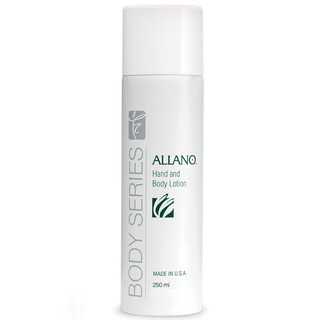 BODY SERIES
ALLANO
Hand and
Body Lotion
MADE IN U.S.A
250 ml